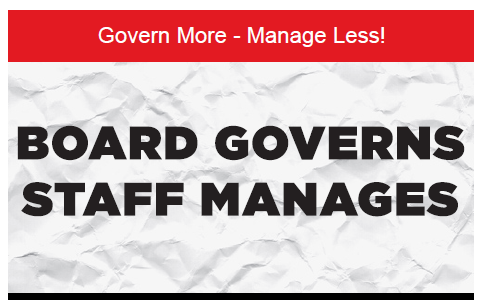 Govern More - Manage Less!
BOARD GOVERNS
STAFF MANAGES